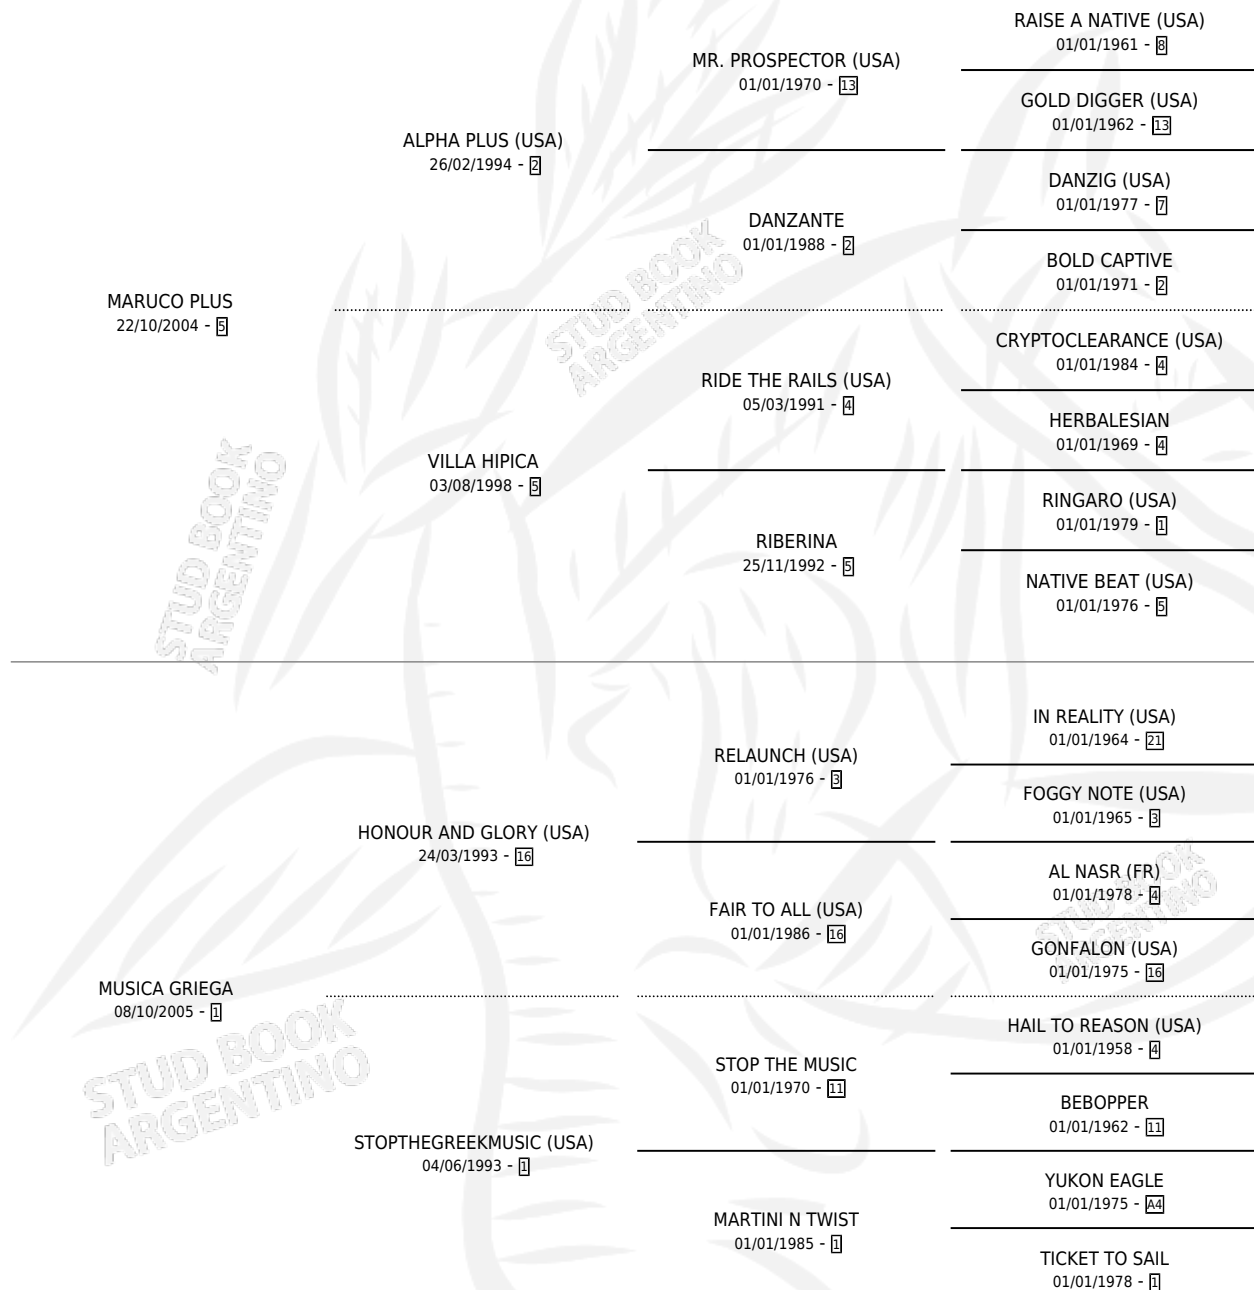 RAISE A NATIVE (USA)
01/01/1961 - 8
MR. PROSPECTOR (USA)
01/01/1970 - 13
GOLD DIGGER (USA)
01/01/1962 - 13
ALPHA PLUS (USA)
26/02/1994 - 2
DANZIG (USA)
01/01/1977 - 7
DANZANTE
01/01/1988 - 2
BOLD CAPTIVE
01/01/1971 - 2
MARUCO PLUS
22/10/2004 - 5
CRYPTOCLEARANCE (USA)
01/01/1984 - 4
RIDE THE RAILS (USA)
05/03/1991 - 4
HERBALESIAN
01/01/1969 - 4
VILLA HIPICA
03/08/1998 - 5
RINGARO (USA)
01/01/1979 - 1
RIBERINA
25/11/1992 - 5
NATIVE BEAT (USA)
01/01/1976 - 5
STUD BOOK
ARGENTINO
STUD BOOK
ARGENTINO
IN REALITY (USA)
01/01/1964 - 21
RELAUNCH (USA)
01/01/1976 - 3
FOGGY NOTE (USA)
01/01/1965 - 3
HONOUR AND GLORY (USA)
24/03/1993 - 16
AL NASR (FR)
01/01/1978 - 4
FAIR TO ALL (USA)
01/01/1986 - 16
GONFALON (USA)
01/01/1975 - 16
STUD BOOK
ARGENTINO
MUSICA GRIEGA
08/10/2005 - 1
HAIL TO REASON (USA)
01/01/1958 - 4
STOP THE MUSIC
01/01/1970 - 11
BEBOPPER
01/01/1962 - 11
STOPTHEGREEKMUSIC (USA)
04/06/1993 - 1
YUKON EAGLE
01/01/1975 - A4
MARTINI N TWIST
01/01/1985 - 1
TICKET TO SAIL
01/01/1978 - 1
STUD BOOK
ARGENTINO